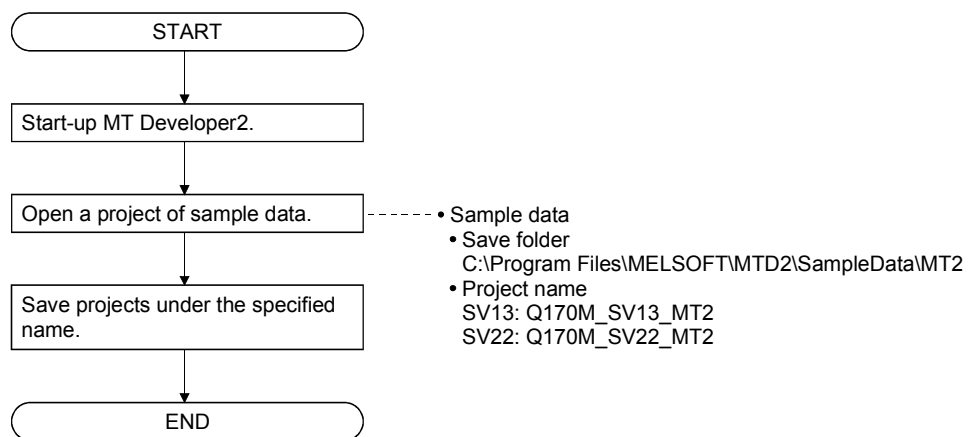 START
Start-up MT Developer2.
Open a project of sample data.
• Sample data
• Save folder
C:\Program Files\MELSOFT\MTD2\SampleData\MT2
• Project name
SV13: Q170M_SV13_MT2
SV22: Q170M_SV22_MT2
Save projects under the specified
name.
END